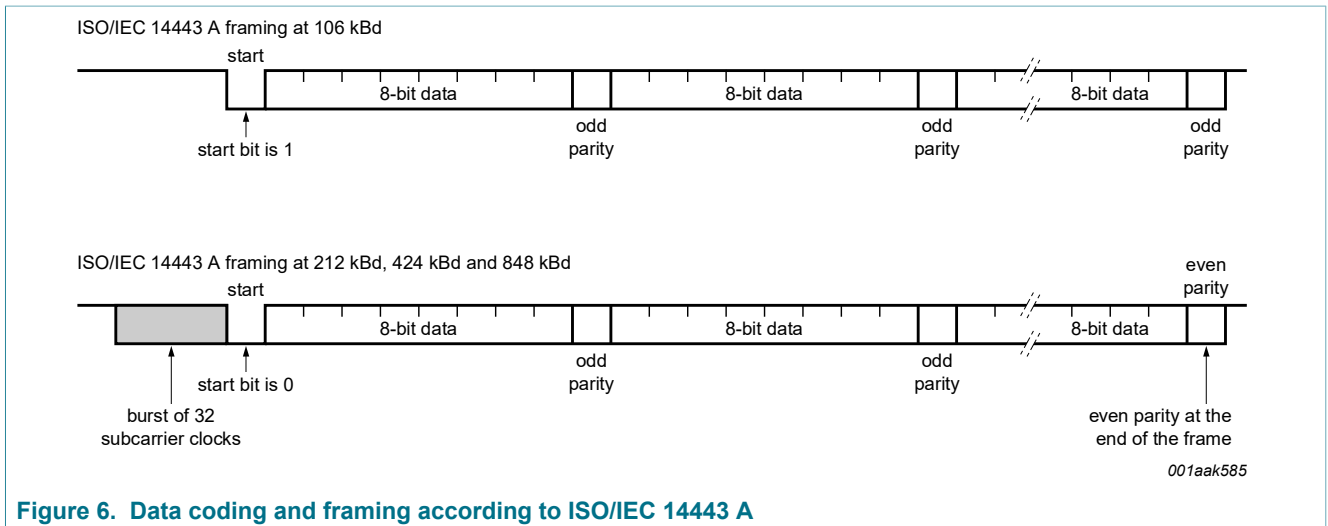 ISO/IEC 14443 A framing at 106 kBd
start
8-bit data
8-bit data
8-bit data
start bit is 1
odd
parity
odd
parity
odd
parity
ISO/IEC 14443 A framing at 212 kBd, 424 kBd and 848 kBd
start
even
parity
8-bit data
8-bit data
8-bit data
start bit is 0
odd
parity
odd
parity
burst of 32
subcarrier clocks
even parity at the
end of the frame
001aak585
Figure 6. Data coding and framing according to ISO/IEC 14443 A